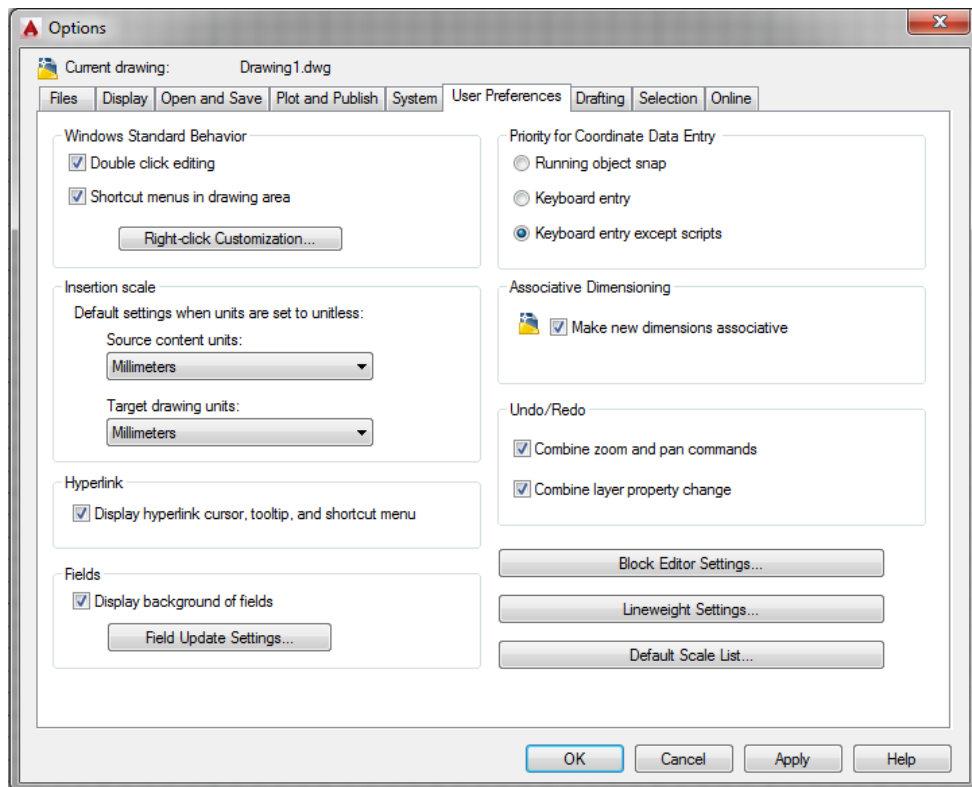 Options
Current drawing: Drawing1.dwg
Files Display Open and Save Plot and Publish System User Preferences Drafting Selection Online
Windows Standard Behavior
Double click editing
Shortcut menus in drawing area
Right-click Customization...
Insertion scale
Default settings when units are set to unitless:
Source content units:
Millimeters
Target drawing units:
Millimeters
Hyperlink
Display hyperlink cursor, tooltip, and shortcut menu
Fields
Display background of fields
Field Update Settings...
Priority for Coordinate Data Entry
Running object snap
Keyboard entry
Keyboard entry except scripts
Associative Dimensioning
Make new dimensions associative
Undo/Redo
Combine zoom and pan commands
Combine layer property change
Block Editor Settings...
Lineweight Settings...
Default Scale List...
OK Cancel Apply Help